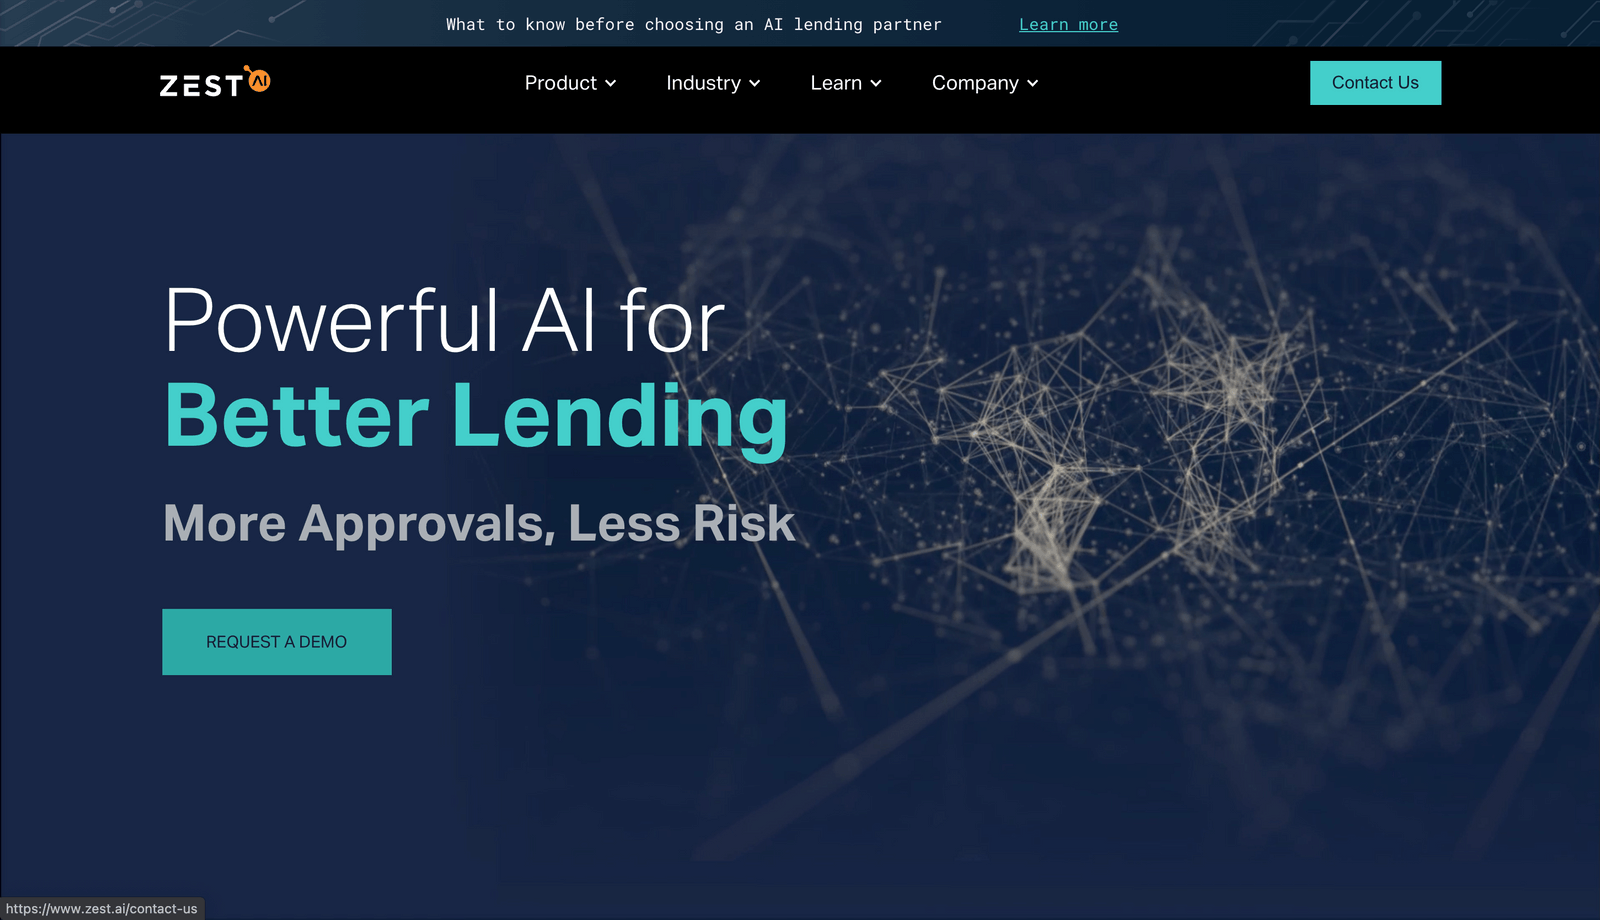 What to know before choosing an AI lending partner Learn more
ZEST AI Product Industry Learn Company Contact Us
Powerful AI for
Better Lending
More Approvals, Less Risk
REQUEST A DEMO
https://www.zest.ai/contact-us